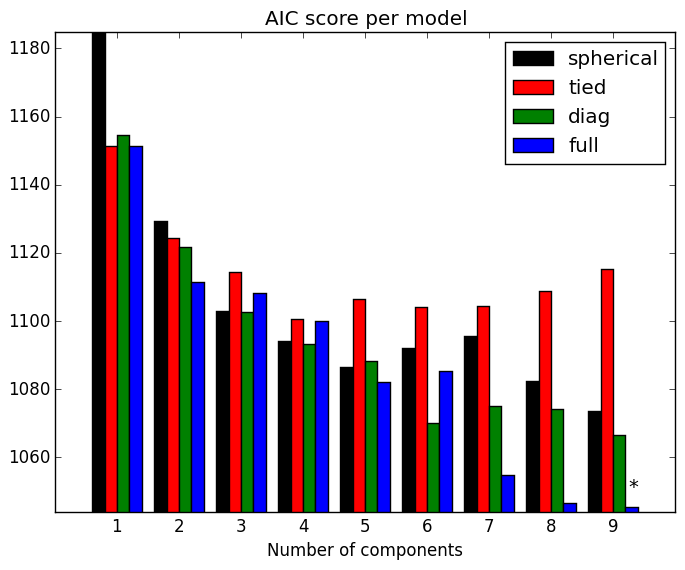 AIC score per model
1180
1160
1140
1120
1100
1080
1060
spherical
tied
diag
full
*
1 2 3 4 5 6 7 8 9
Number of components